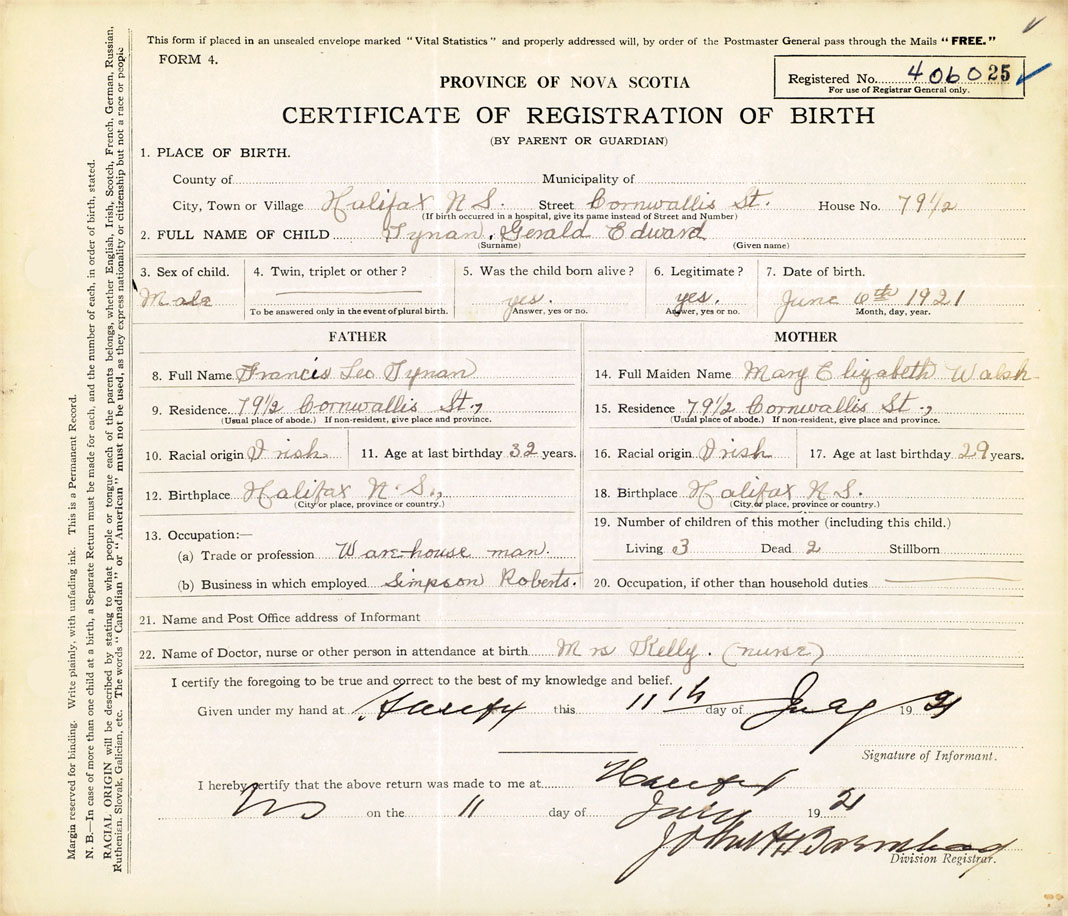 This form if placed in an unsealed envelope marked "Vital Statistics" and properly addressed will, by order of the Postmaster General pass through the Mails "FREE."
FORM 4.
Registered No. 4060 25
For use of Registrar General only.
PROVINCE OF NOVA SCOTIA
CERTIFICATE OF REGISTRATION OF BIRTH
(BY PARENT OR GUARDIAN)
1. PLACE OF BIRTH.
County of Municipality of
City, Town or Village Halifax N S. Street Cornwallis St. House No. 79 1/2
(If birth occurred in a hospital, give its name instead of Street and Number)
2. FULL NAME OF CHILD Tynan, Gerald Edward
(Surname) (Given name)
3. Sex of child. 4. Twin, triplet or other? 5. Was the child born alive? 6. Legitimate? 7. Date of birth.
Male yes. yes. June 6th 1921
To be answered only in the event of plural birth. Answer, yes or no. Answer, yes or no. Month, day, year.
FATHER
8. Full Name Francis Leo Tynan
9. Residence 79 1/2 Cornwallis St.,
(Usual place of abode.) If non-resident, give place and province.
10. Racial origin Irish 11. Age at last birthday 32 years.
12. Birthplace Halifax N. S.,
(City or place, province or country.)
13. Occupation:—
(a) Trade or profession Ware-house man.
(b) Business in which employed Simpson Roberts.
MOTHER
14. Full Maiden Name Mary Elizabeth Walsh
15. Residence 79 1/2 Cornwallis St.,
(Usual place of abode.) If non-resident, give place and province.
16. Racial origin Irish 17. Age at last birthday 29 years.
18. Birthplace Halifax N S.
(City or place, province or country.)
19. Number of children of this mother (including this child.)
Living 3 Dead 2 Stillborn
20. Occupation, if other than household duties
21. Name and Post Office address of Informant
22. Name of Doctor, nurse or other person in attendance at birth Mrs Kelly. (nurse)
I certify the foregoing to be true and correct to the best of my knowledge and belief.
Given under my hand at Halifax this 11th day of July 19 21
Signature of Informant.
I hereby certify that the above return was made to me at Halifax
NS on the 11 day of July 19 21
Division Registrar.
Margin reserved for binding. Write plainly, with unfading ink. This is a Permanent Record.
N. B.—In case of more than one child at a birth, a Separate Return must be made for each, and the number of each, in order of birth, stated.
RACIAL ORIGIN will be described by stating to what people or tongue each of the parents belongs, whether English, Irish, Scotch, French, German, Russian,
Ruthenian, Slovak, Galician, etc. The words "Canadian" or "American" must not be used, as they express nationality or citizenship but not a race or people